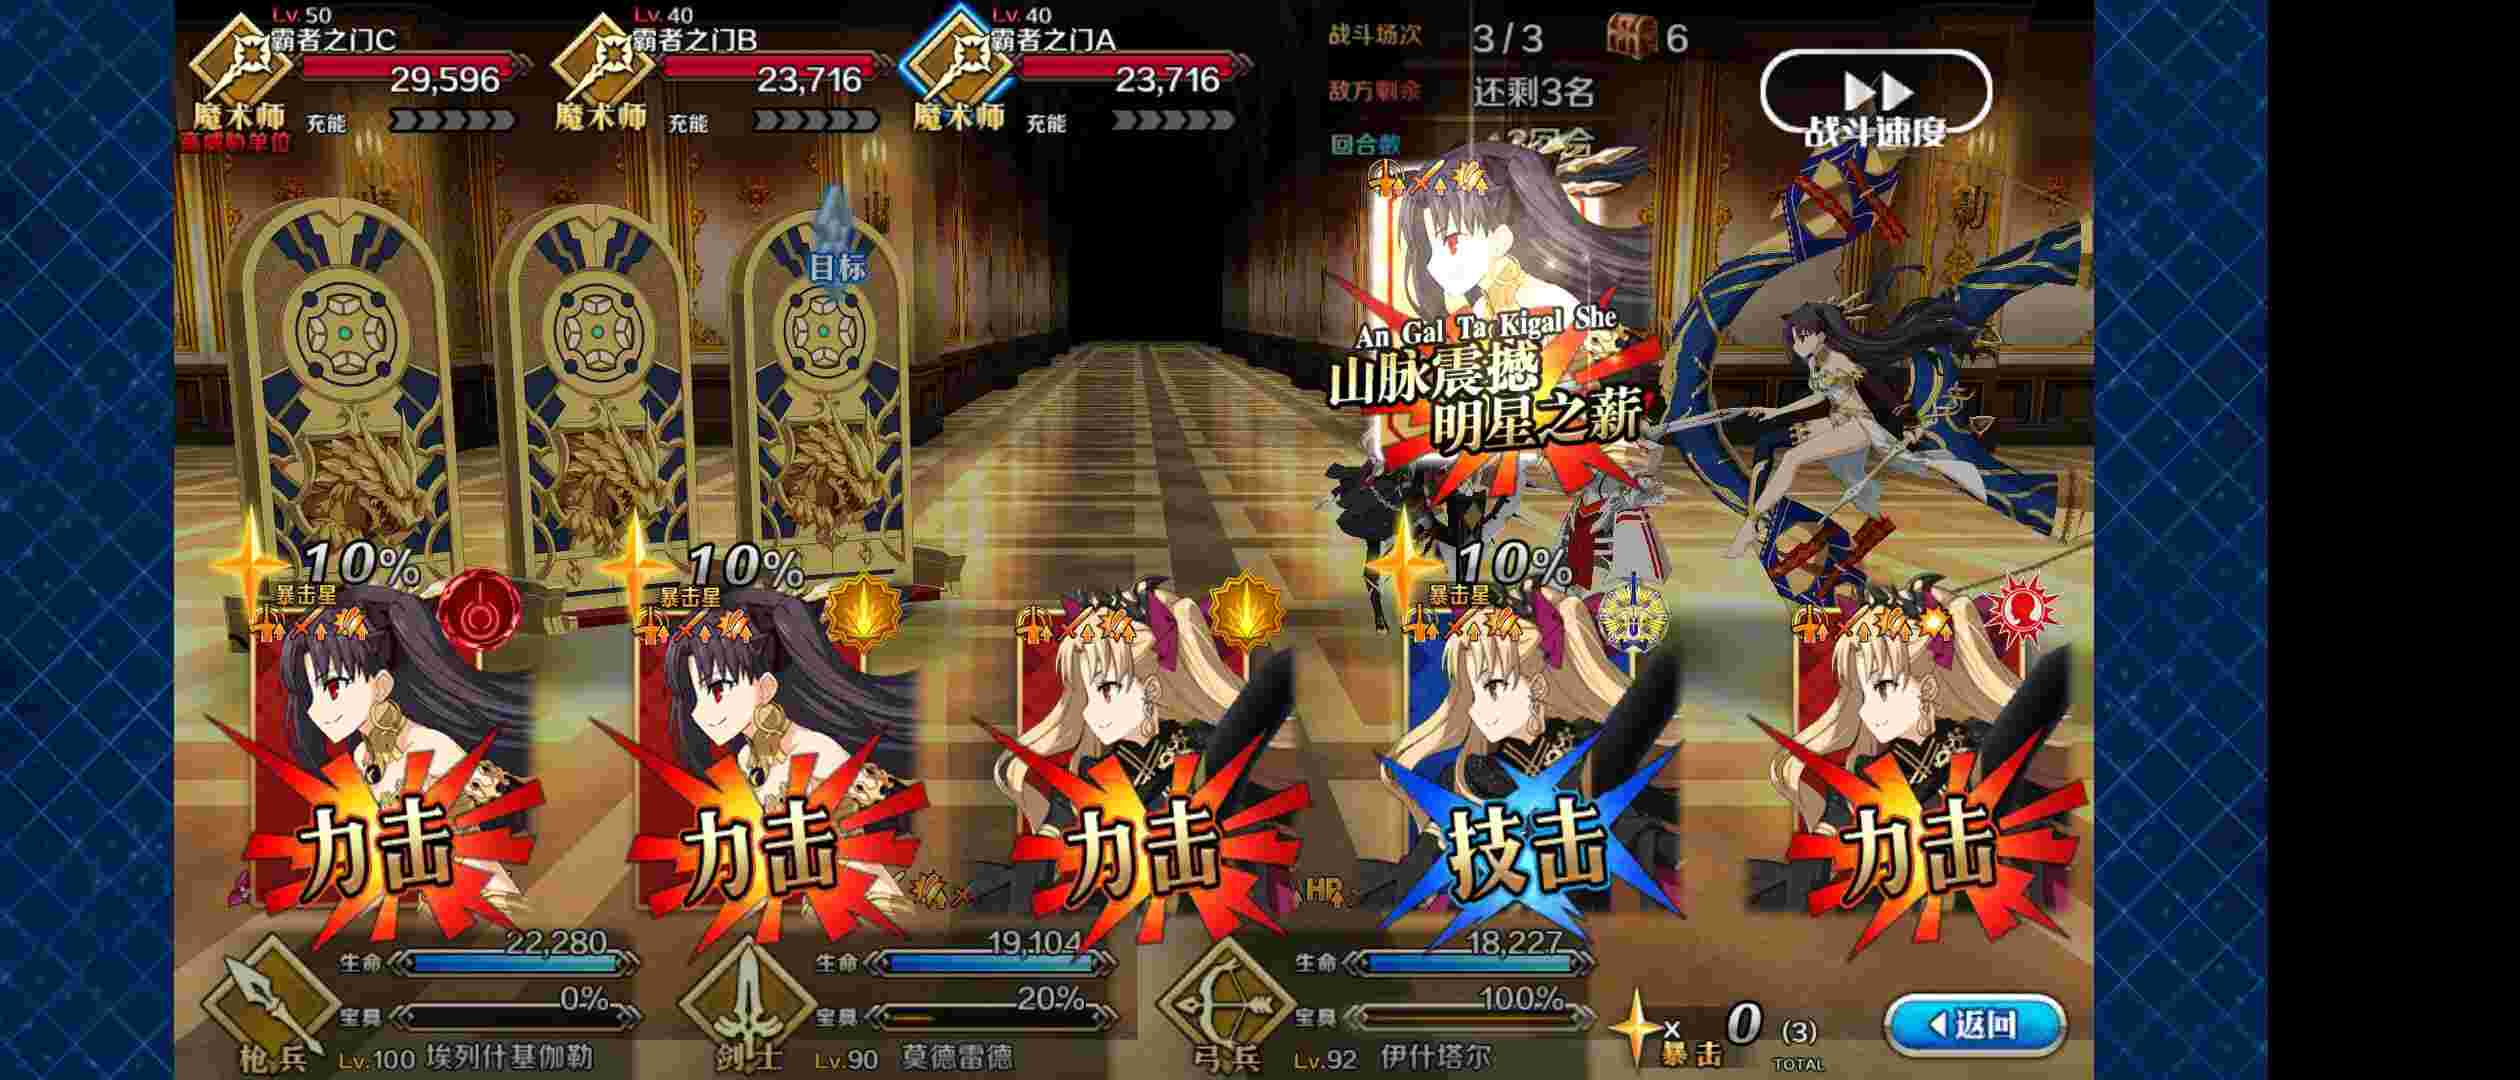 Lv.50
霸者之门C
29,596
魔术师
充能
高威胁单位
Lv.40
霸者之门B
23,716
魔术师
充能
Lv.40
霸者之门A
23,716
魔术师
充能
战斗场次 3/3
6
敌方剩余 还剩3名
回合数
战斗速度
目标
An Gal Ta Kigal She
山脉震撼
明星之薪
10%
暴击星
力击
10%
暴击星
力击
力击
10%
暴击星
技击
力击
生命 22,280
宝具 0%
枪兵
Lv.100 埃列什基伽勒
生命 19,104
宝具 20%
剑士
Lv.90 莫德雷德
生命 18,227
宝具 100%
弓兵
Lv.92 伊什塔尔
x 0 (3)
暴击
TOTAL
返回